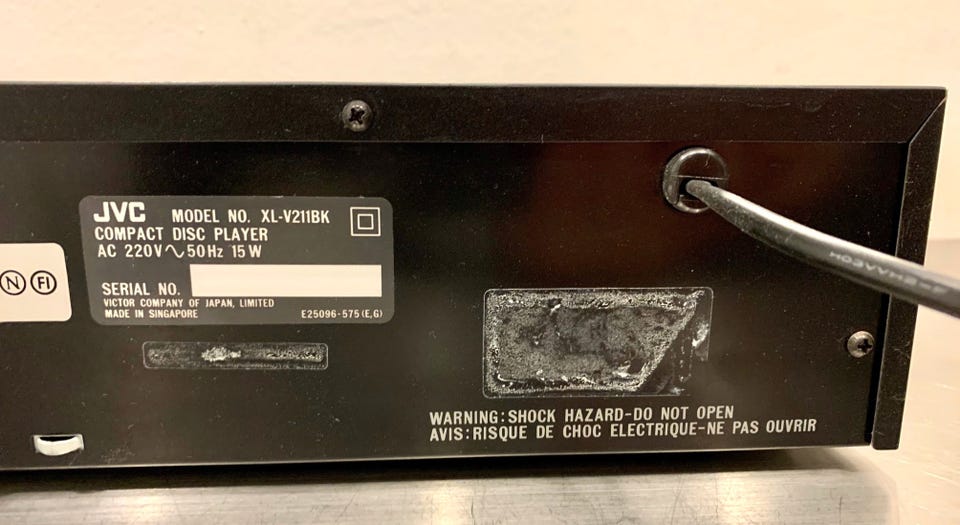 JVC MODEL NO. XL-V211BK
COMPACT DISC PLAYER
AC 220V ~ 50Hz 15W
SERIAL NO.
VICTOR COMPANY OF JAPAN, LIMITED
MADE IN SINGAPORE E25096-575(E,G)
N FI
WARNING:SHOCK HAZARD-DO NOT OPEN
AVIS:RISQUE DE CHOC ELECTRIQUE-NE PAS OUVRIR